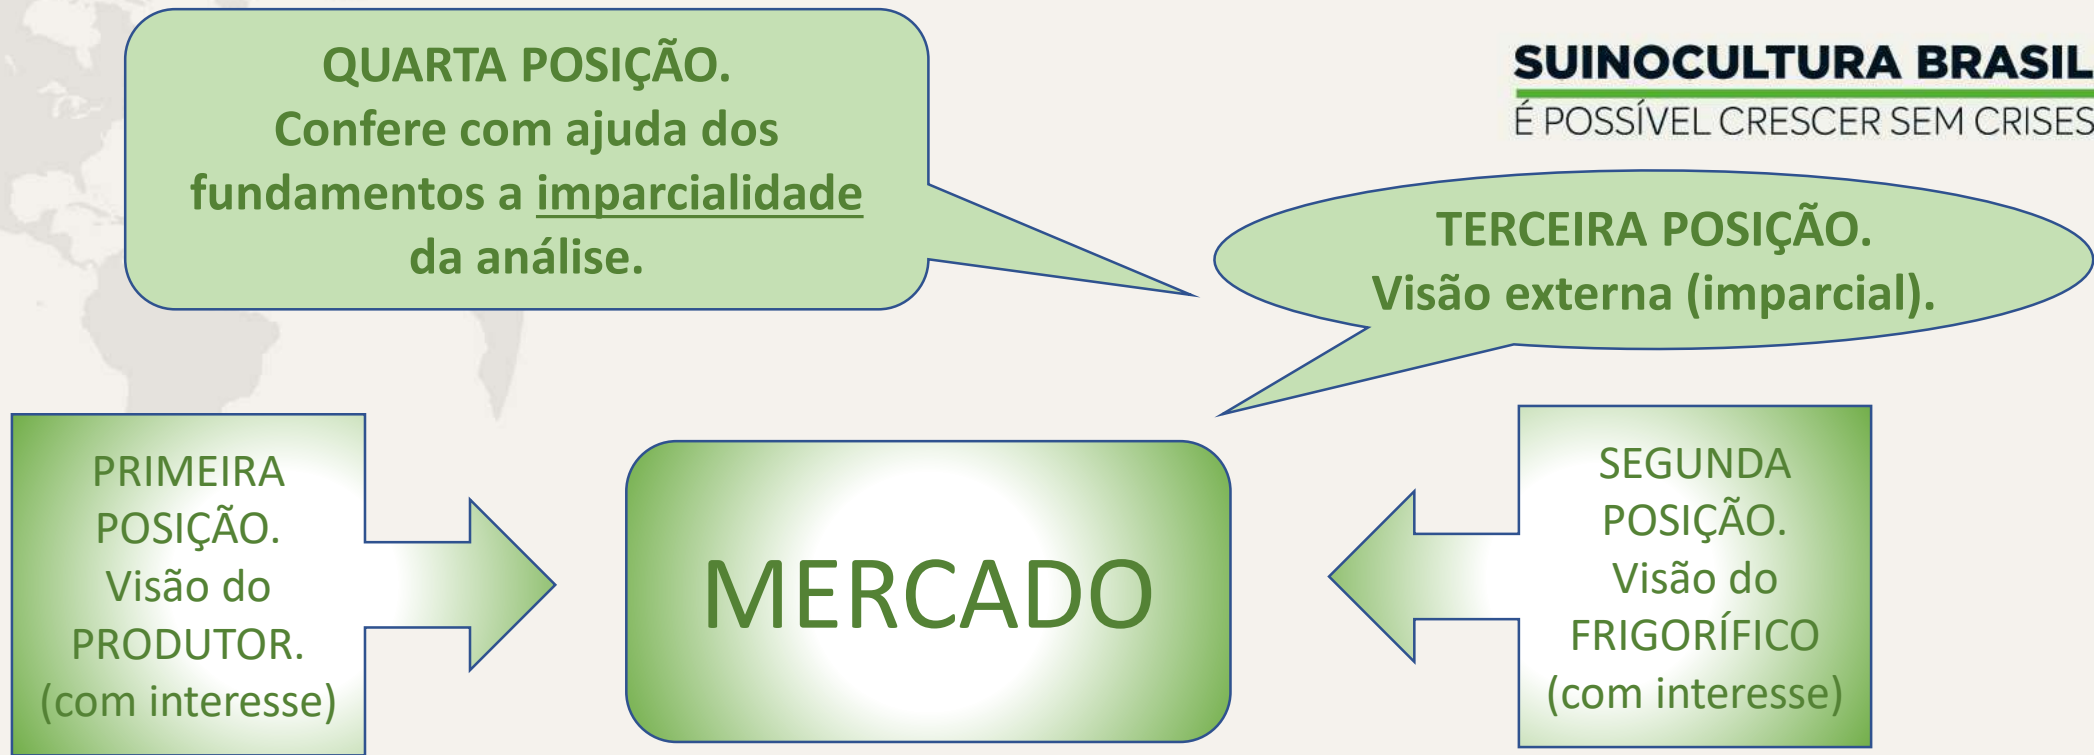 QUARTA POSIÇÃO.
Confere com ajuda dos
fundamentos a imparcialidade
da análise.
SUINOCULTURA BRASIL
É POSSÍVEL CRESCER SEM CRISES
TERCEIRA POSIÇÃO.
Visão externa (imparcial).
PRIMEIRA
POSIÇÃO.
Visão do
PRODUTOR.
(com interesse)
MERCADO
SEGUNDA
POSIÇÃO.
Visão do
FRIGORÍFICO
(com interesse)